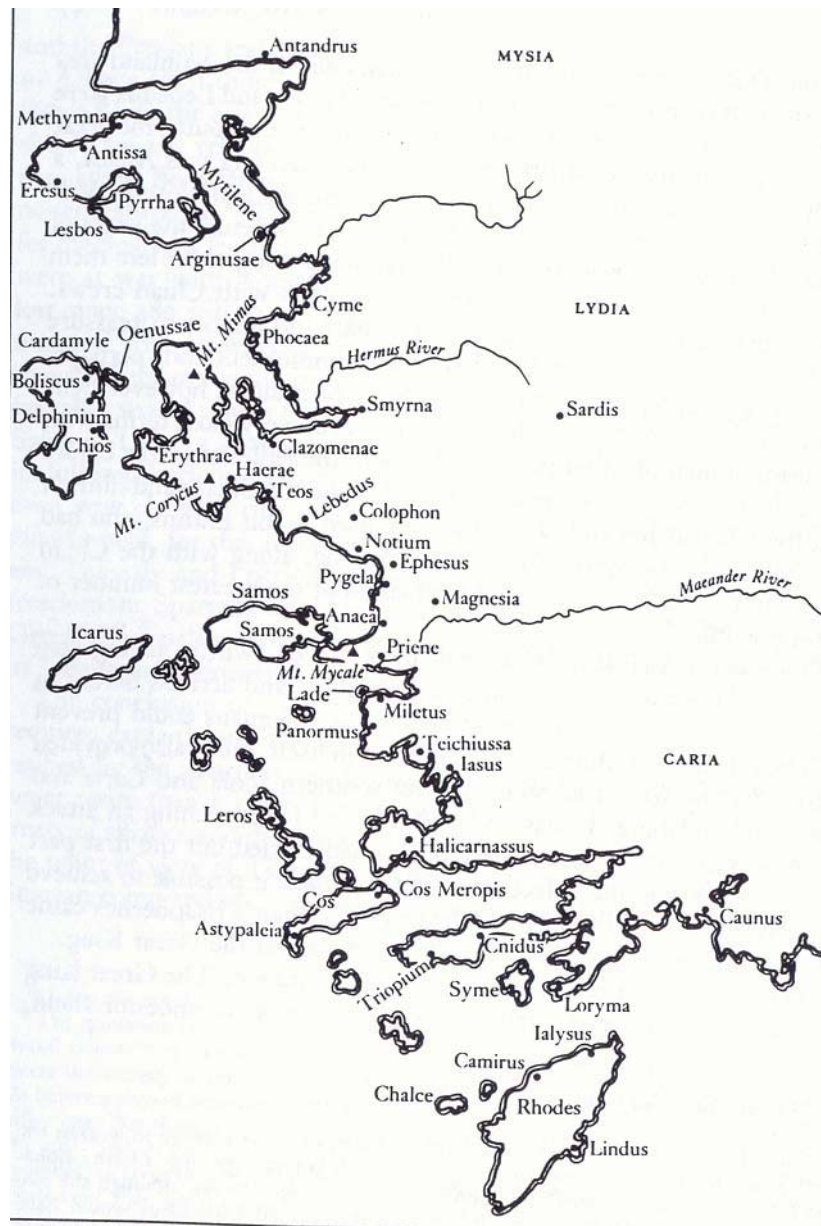 Antandrus
MYSIA
Methymna
Antissa
Eresus
Pyrrha
Mytilene
Lesbos
Arginusae
Cyme
LYDIA
Oenussae
Mt. Mimas
Phocaea
Cardamyle
Hermus River
Boliscus
Smyrna
Sardis
Delphinium
Chios
Erythrae
Clazomenae
Haerae
Mt. Corycus
Teos
Lebedus
Colophon
Notium
Ephesus
Pygela
Maeander River
Samos
Magnesia
Anaea
Icarus
Samos
Priene
Mt. Mycale
Lade
Miletus
Panormus
Teichiussa
Iasus
CARIA
Leros
Halicarnassus
Cos
Cos Meropis
Astypalcia
Cnidus
Caunus
Triopium
Syme
Loryma
Ialysus
Camirus
Chalce
Rhodes
Lindus